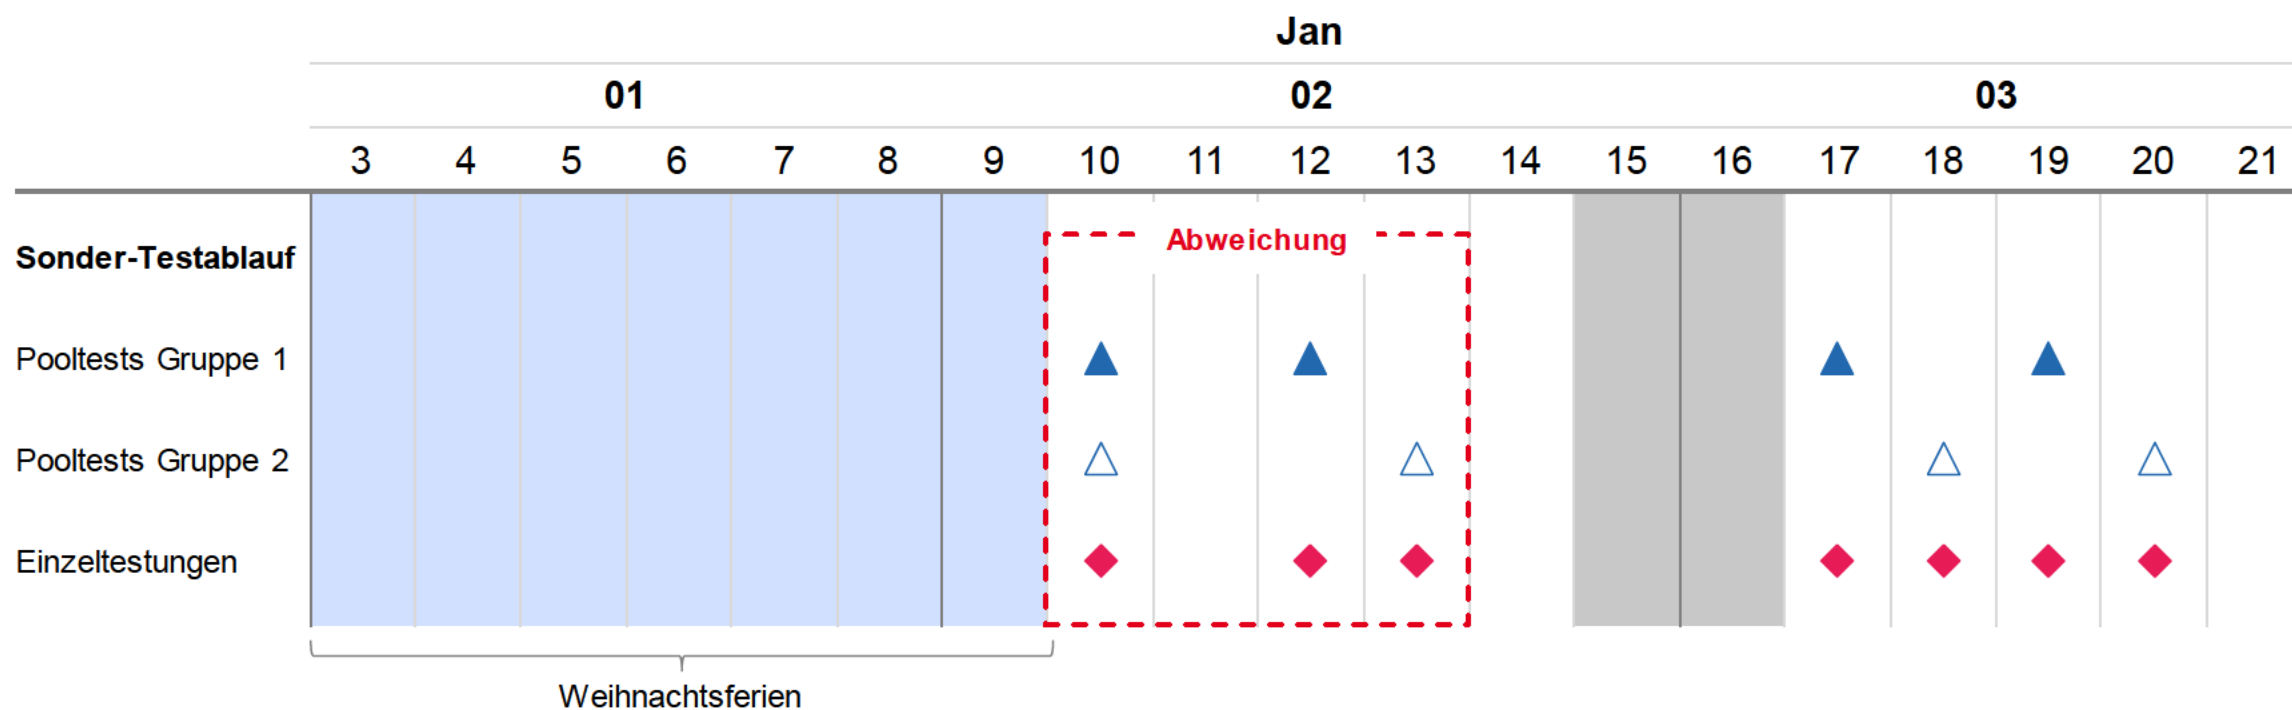 Jan
01 02 03
3 4 5 6 7 8 9 10 11 12 13 14 15 16 17 18 19 20 21
Abweichung
Sonder-Testablauf
Pooltests Gruppe 1
Pooltests Gruppe 2
Einzeltestungen
Weihnachtsferien